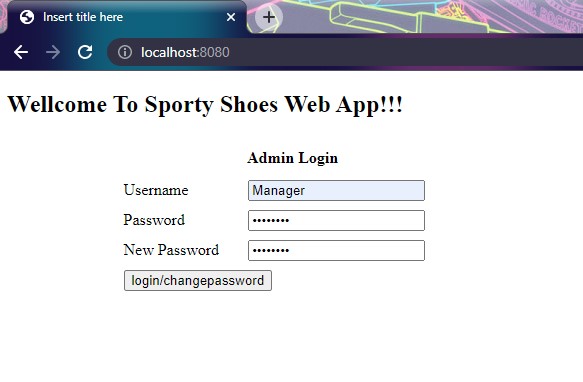 Insert title here
localhost:8080
Wellcome To Sporty Shoes Web App!!!
Admin Login
Username Manager
Password ••••••••
New Password ••••••••
login/changepassword